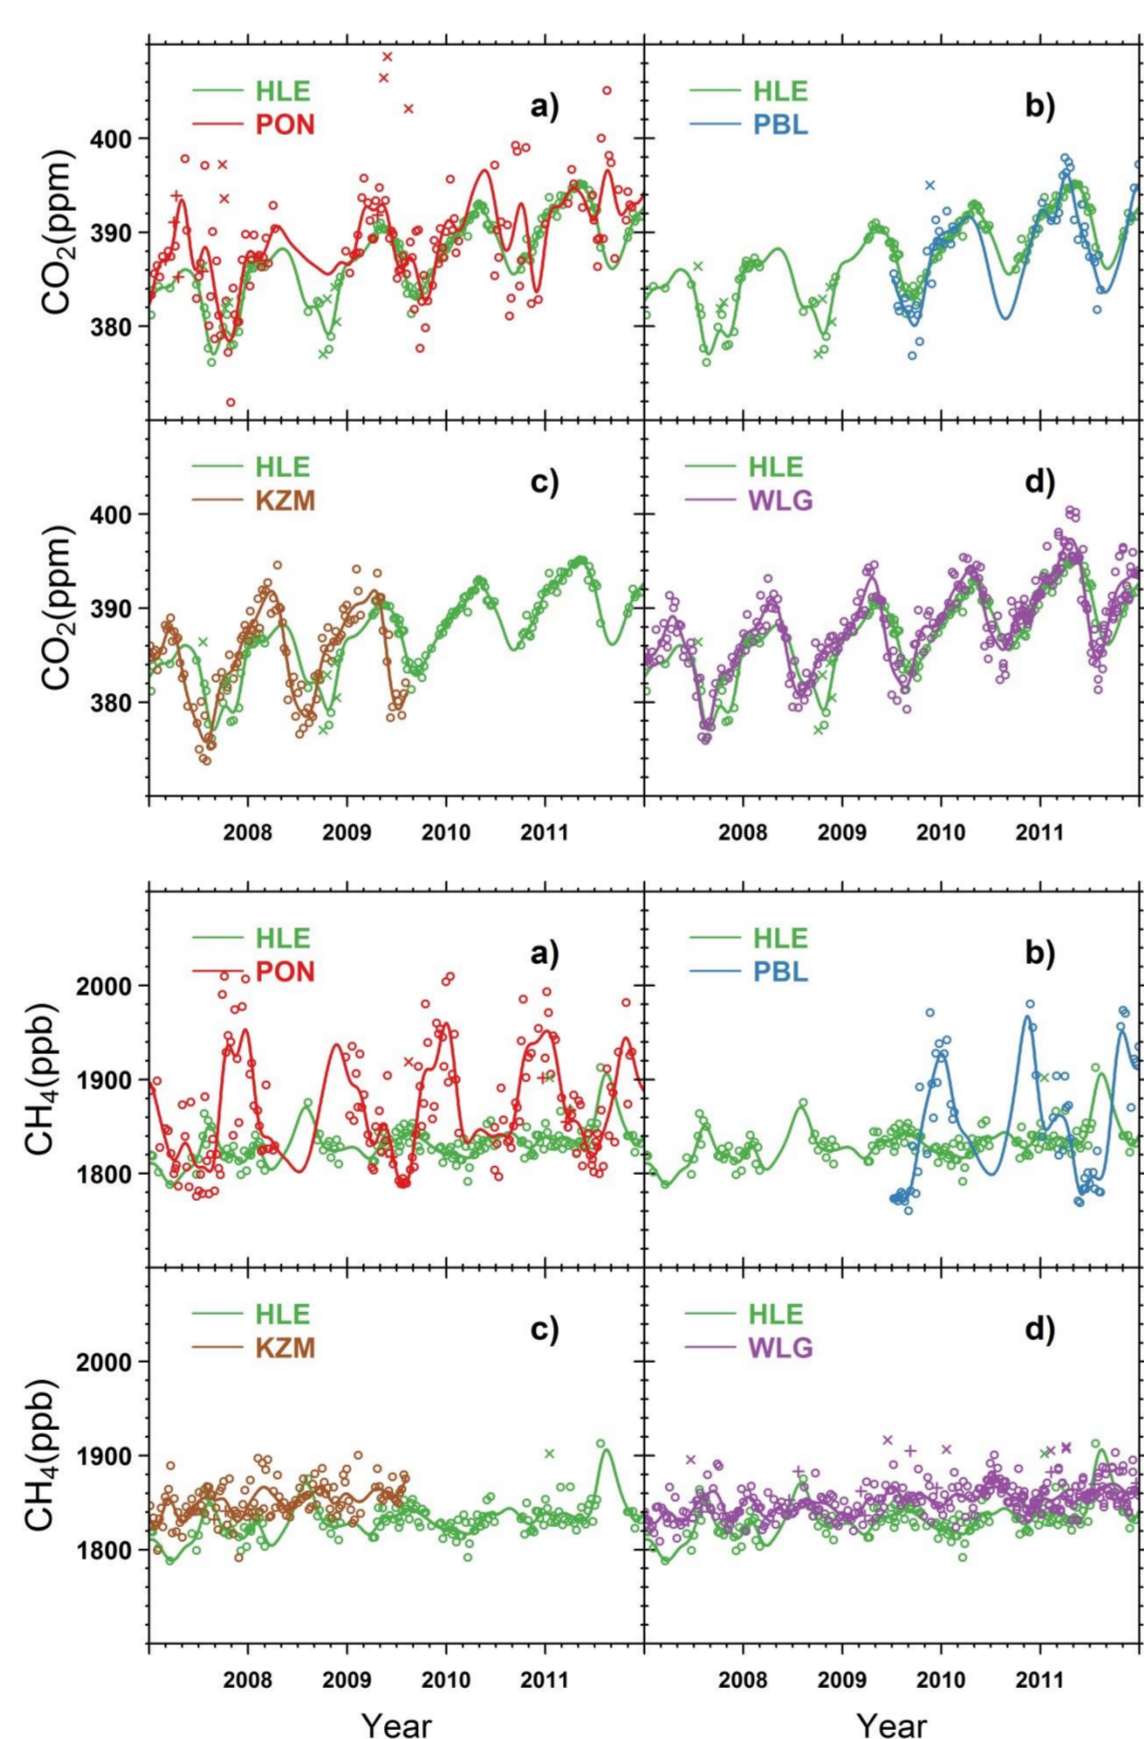 HLE
PON
a)
HLE
PBL
b)
CO2(ppm)
400
390
380
HLE
KZM
c)
HLE
WLG
d)
CO2(ppm)
400
390
380
2008 2009 2010 2011
2008 2009 2010 2011
HLE
PON
a)
HLE
PBL
b)
CH4(ppb)
2000
1900
1800
HLE
KZM
c)
HLE
WLG
d)
CH4(ppb)
2000
1900
1800
2008 2009 2010 2011
2008 2009 2010 2011
Year
Year